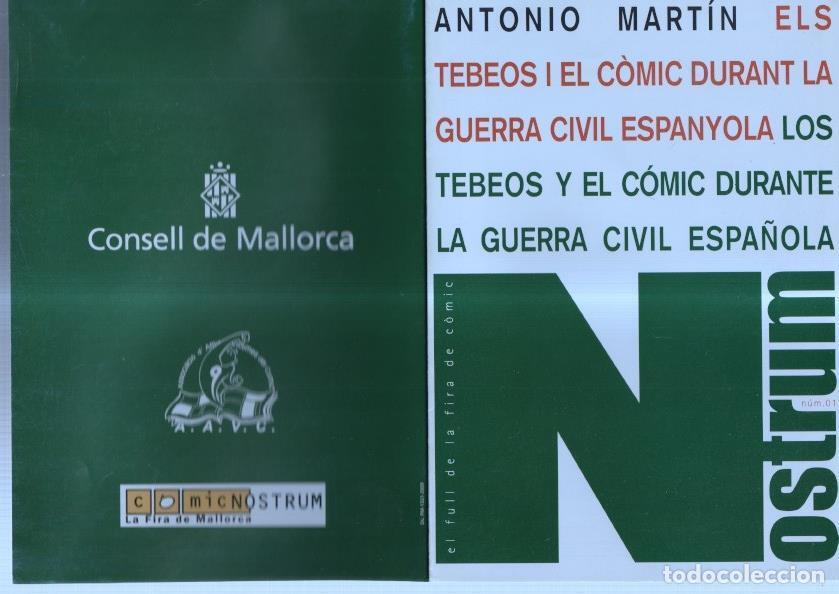 Consell de Mallorca
A.A.V.C.
comicNOSTRUM
La Fira de Mallorca
ANTONIO MARTÍN ELS
TEBEOS I EL CÒMIC DURANT LA
GUERRA CIVIL ESPANYOLA LOS
TEBEOS Y EL CÓMIC DURANTE
LA GUERRA CIVIL ESPAÑOLA
el full de la fira de còmic
Nostrum
núm.01
todocoleccion